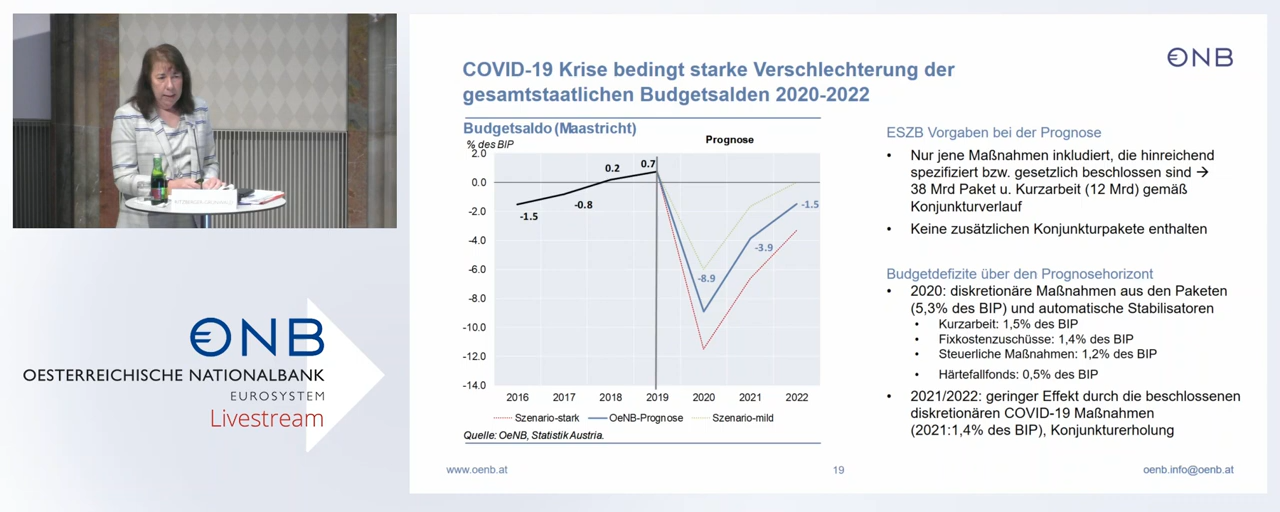 COVID-19 Krise bedingt starke Verschlechterung der
gesamtstaatlichen Budgetsalden 2020-2022
€NB
Budgetsaldo (Maastricht)
% des BIP
Prognose
2.0
0.0
-2.0
-4.0
-6.0
-8.0
-10.0
-12.0
-14.0
-1.5
-0.8
0.2
0.7
-8.9
-3.9
-1.5
2016 2017 2018 2019 2020 2021 2022
Szenario-stark OeNB-Prognose Szenario-mild
Quelle: OeNB, Statistik Austria.
ESZB Vorgaben bei der Prognose
• Nur jene Maßnahmen inkludiert, die hinreichend
spezifiziert bzw. gesetzlich beschlossen sind →
38 Mrd Paket u. Kurzarbeit (12 Mrd) gemäß
Konjunkturverlauf
• Keine zusätzlichen Konjunkturpakete enthalten
Budgetdefizite über den Prognosehorizont
• 2020: diskretionäre Maßnahmen aus den Paketen
(5,3% des BIP) und automatische Stabilisatoren
• Kurzarbeit: 1,5% des BIP
• Fixkostenzuschüsse: 1,4% des BIP
• Steuerliche Maßnahmen: 1,2% des BIP
• Härtefallfonds: 0,5% des BIP
• 2021/2022: geringer Effekt durch die beschlossenen
diskretionären COVID-19 Maßnahmen
(2021:1,4% des BIP), Konjunkturerholung
www.oenb.at
19
oenb.info@oenb.at
€NB
OESTERREICHISCHE NATIONALBANK
EUROSYSTEM
Livestream